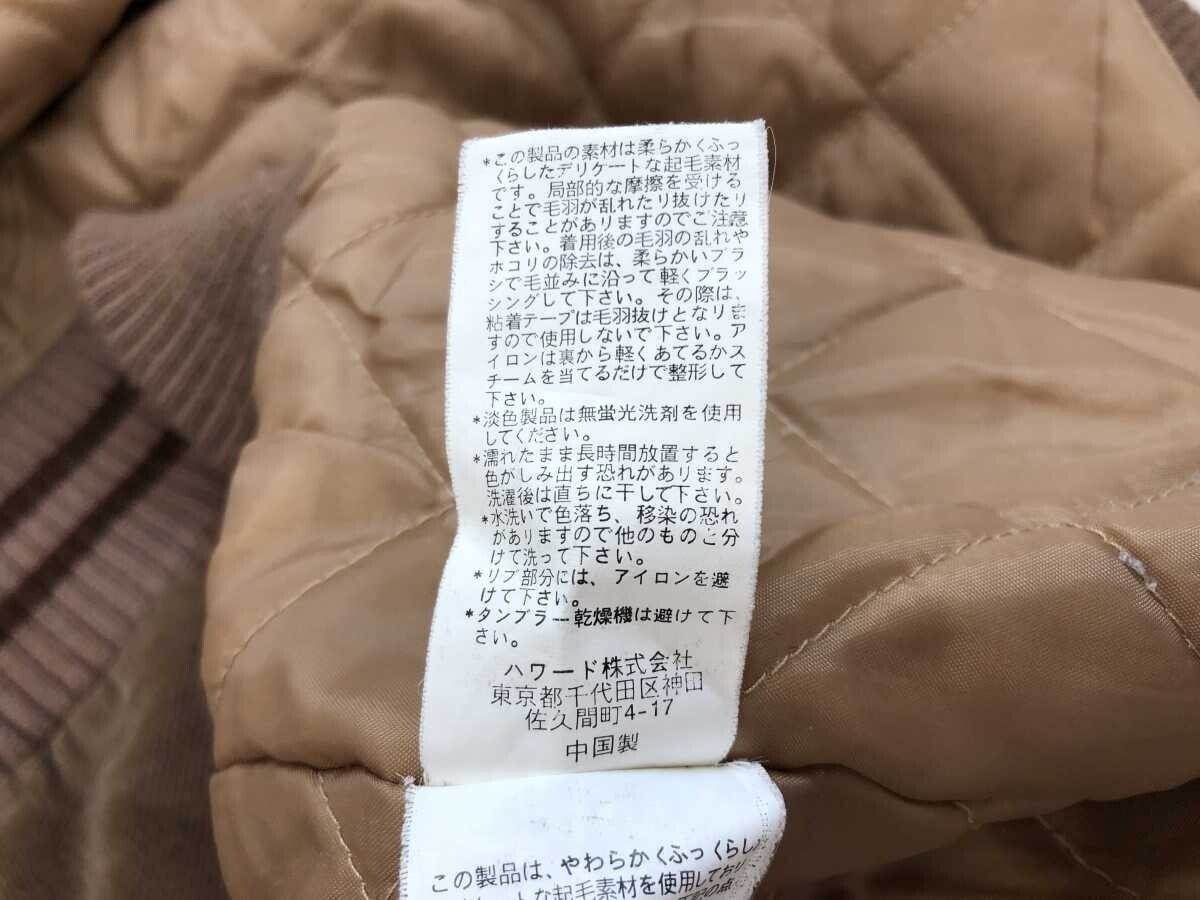 *この製品の素材は柔らかくふっ
くらしたデリケートな起毛素材
です。局部的な摩擦を受ける
ことで毛羽が乱れたり抜けたり
することがありますのでご注意
下さい。着用後の毛羽の乱れや
ホコリの除去は、柔らかいブラ
シで毛並みに沿って軽くブラッ
シングして下さい。その際は、
粘着テープは毛羽抜けとなりま
すので使用しないで下さい。ア
イロンは裏から軽くあてるかス
チームを当てるだけで整形して
下さい。
*淡色製品は無蛍光洗剤を使用
してください。
*濡れたまま長時間放置すると
色がしみ出す恐れがあります。
洗濯後は直ちに干して下さい。
*水洗いで色落ち、移染の恐れ
がありますので他のものと分
けて洗って下さい。
*リブ部分には、アイロンを避
けて下さい。
*タンブラー乾燥機は避けて下
さい。
ハワード株式会社
東京都千代田区神田
佐久間町4-17
中国製
この製品は、やわらかくふっくらした
ートな起毛素材を使用しており
記の点